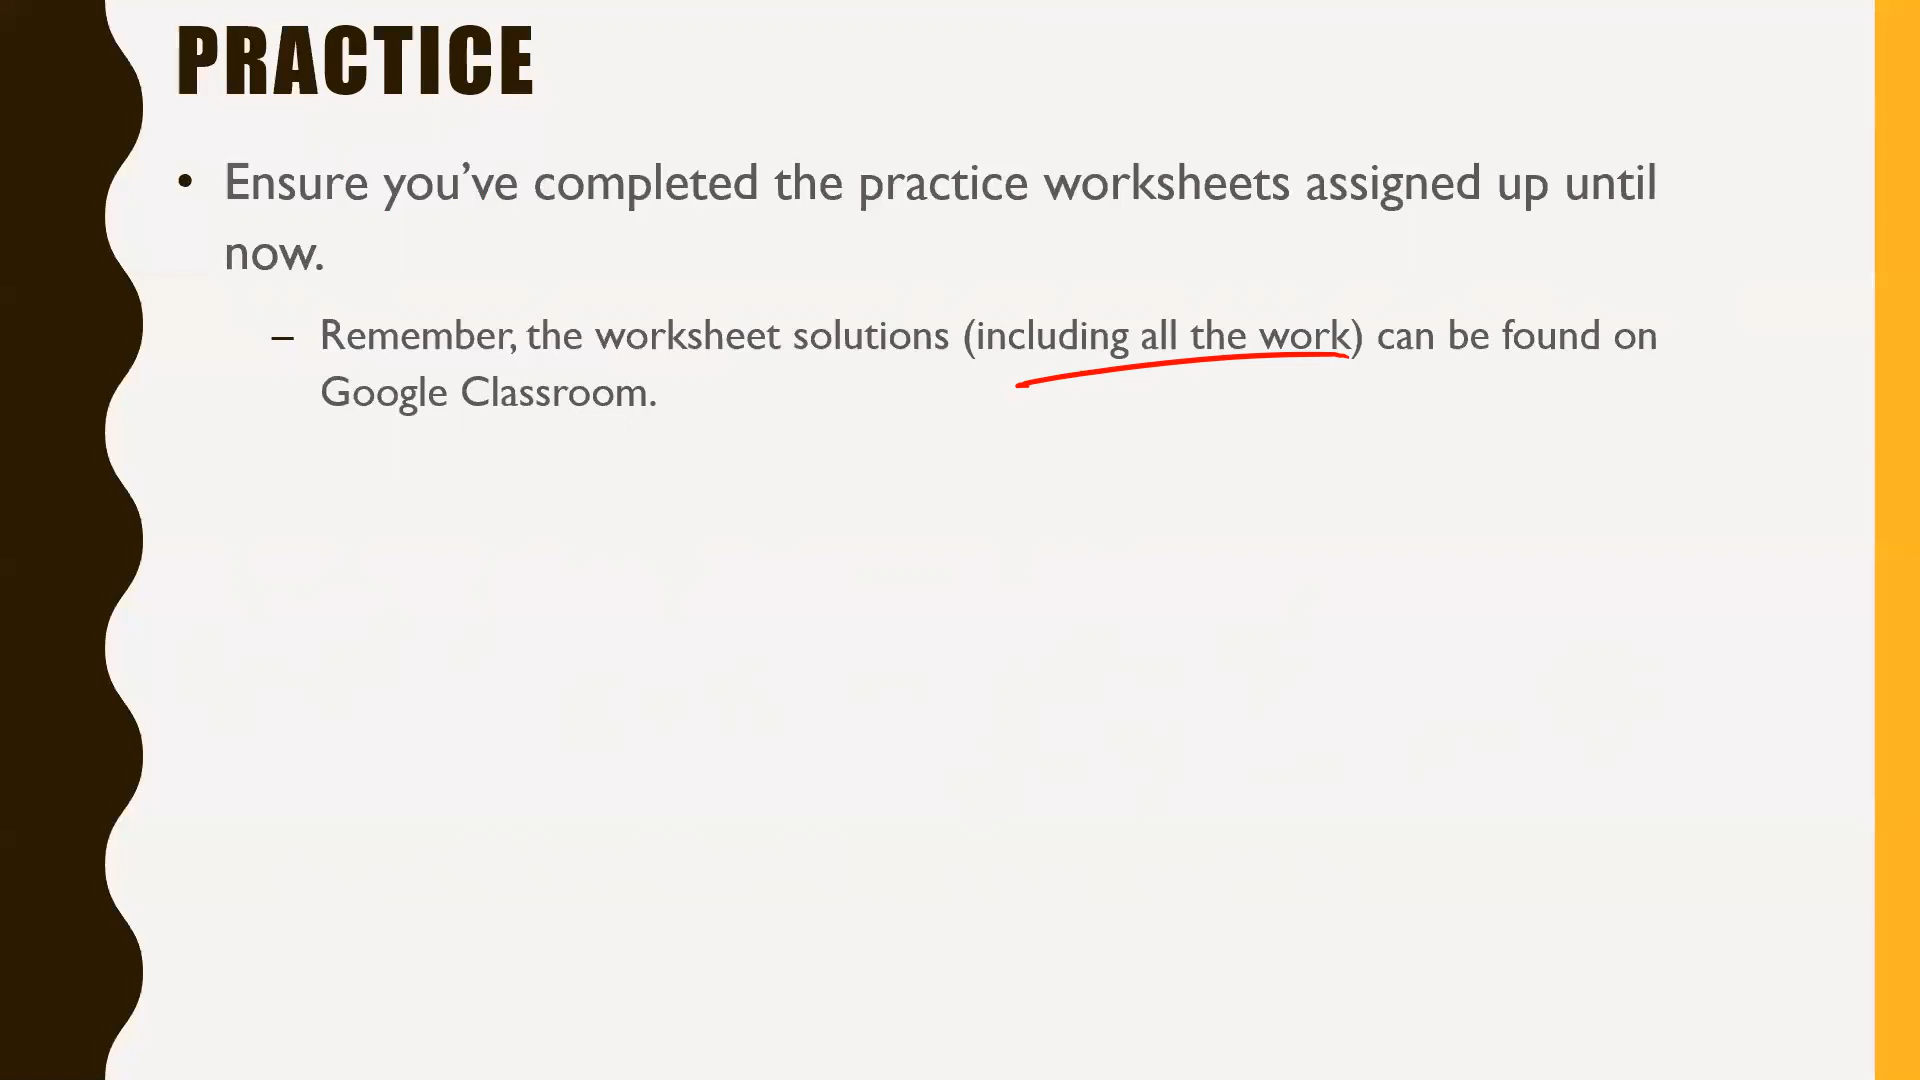 PRACTICE
• Ensure you’ve completed the practice worksheets assigned up until
now.
– Remember, the worksheet solutions (including all the work) can be found on
Google Classroom.